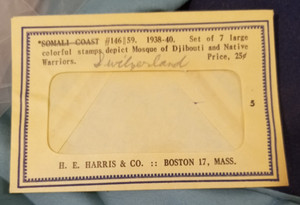 *SOMALI COAST #146|59. 1938-40. Set of 7 large
colorful stamps depict Mosque of Djibouti and Native
Warriors. Price, 25¢
Switzerland
5
H. E. HARRIS & CO. :: BOSTON 17, MASS.